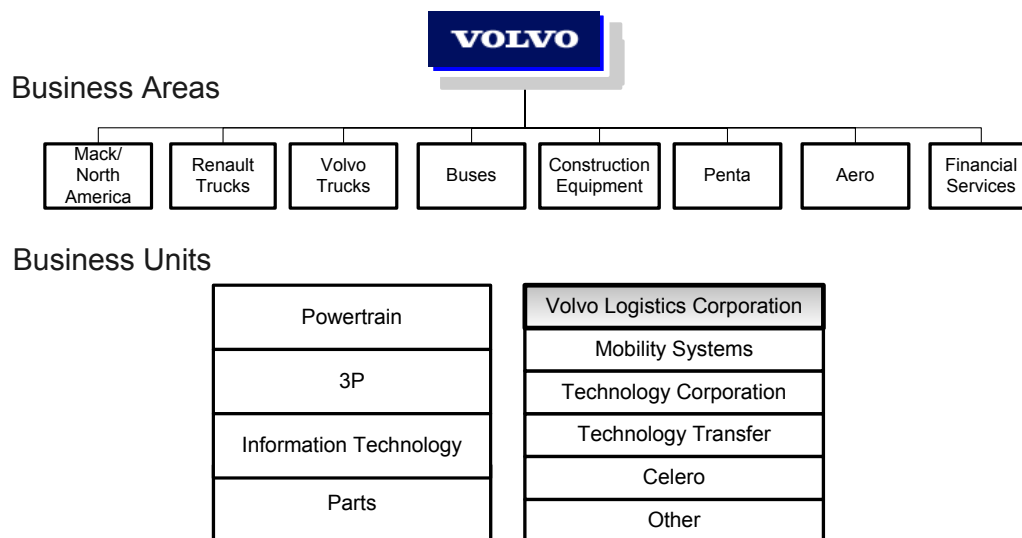 VOLVO
Business Areas
Mack/
North
America
Renault
Trucks
Volvo
Trucks
Buses
Construction
Equipment
Penta
Aero
Financial
Services
Business Units
Powertrain
3P
Information Technology
Parts
Volvo Logistics Corporation
Mobility Systems
Technology Corporation
Technology Transfer
Celero
Other